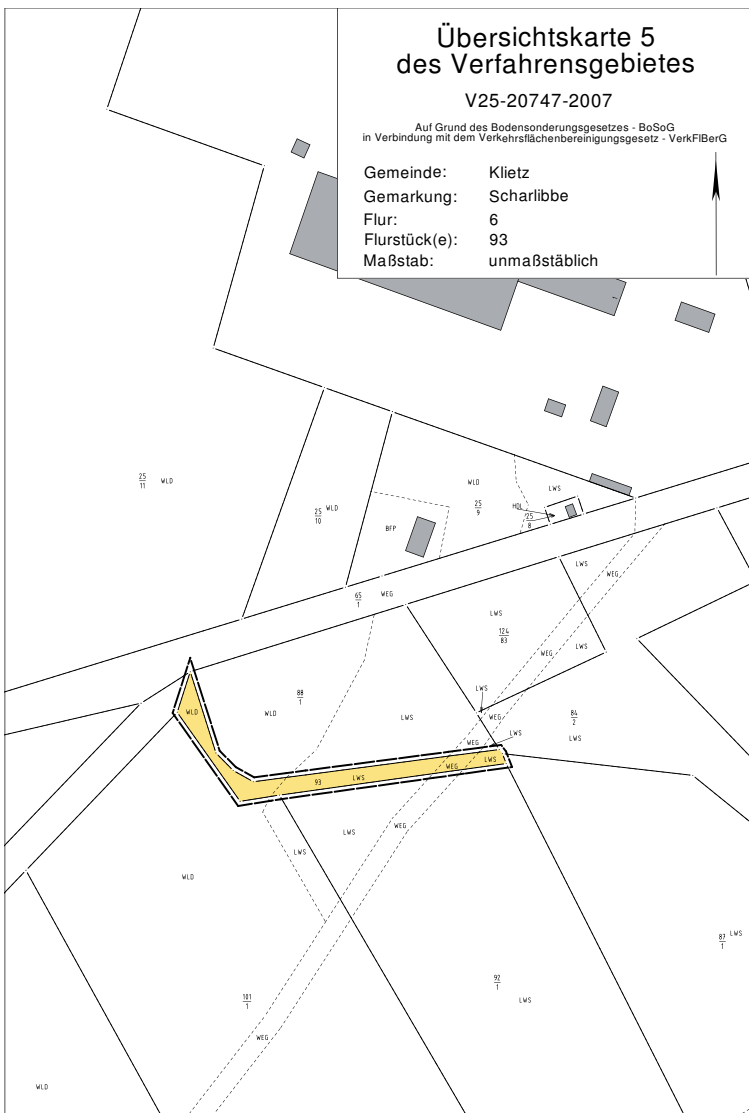 Übersichtskarte 5
des Verfahrensgebietes
V25-20747-2007
Auf Grund des Bodensonderungsgesetzes - BoSoG
in Verbindung mit dem Verkehrsflächenbereinigungsgesetz - VerkFlBerG
Gemeinde: Klietz
Gemarkung: Scharlibbe
Flur: 6
Flurstück(e): 93
Maßstab: unmaßstäblich
25
11
WLD
25
10
WLD
WLD
25
9
LWS
HDL
25
8
BFP
65
1
WEG
LWS
WEG
LWS
124
83
WEG
LWS
88
1
WLD
LWS
LWS
WEG
84
2
LWS
WLD
WEG
LWS
93
LWS
WEG
LWS
LWS
WEG
LWS
WLD
87
1
LWS
92
1
LWS
101
1
WEG
WLD